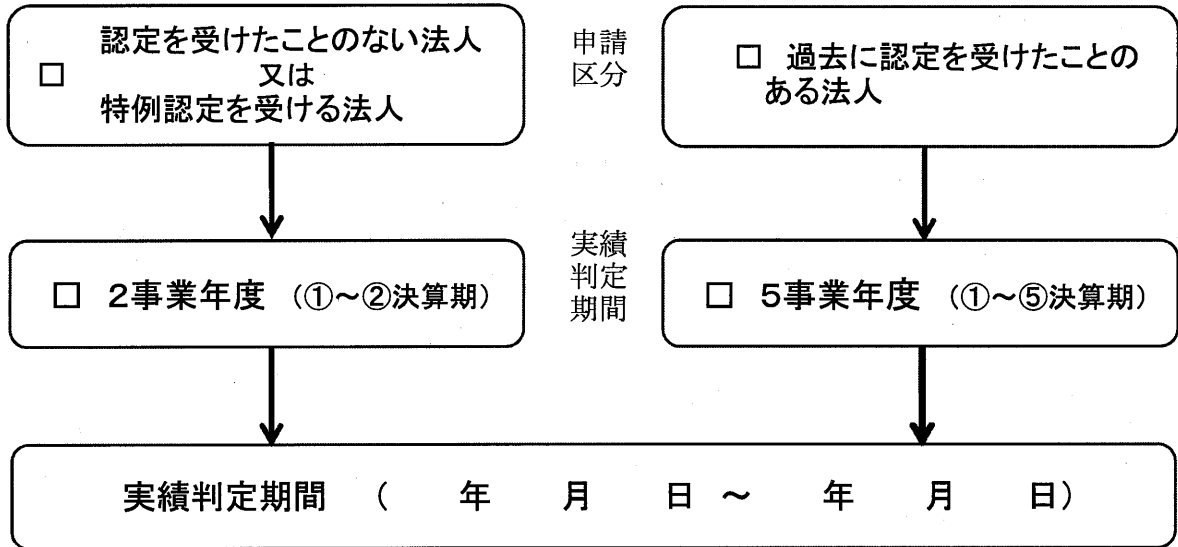 認定を受けたことのない法人
□ 又は
特例認定を受ける法人
申請
区分
□ 過去に認定を受けたことの
ある法人
□ 2事業年度 (①～②決算期)
実績
判定
期間
□ 5事業年度 (①～⑤決算期)
実績判定期間 ( 年 月 日 ～ 年 月 日)